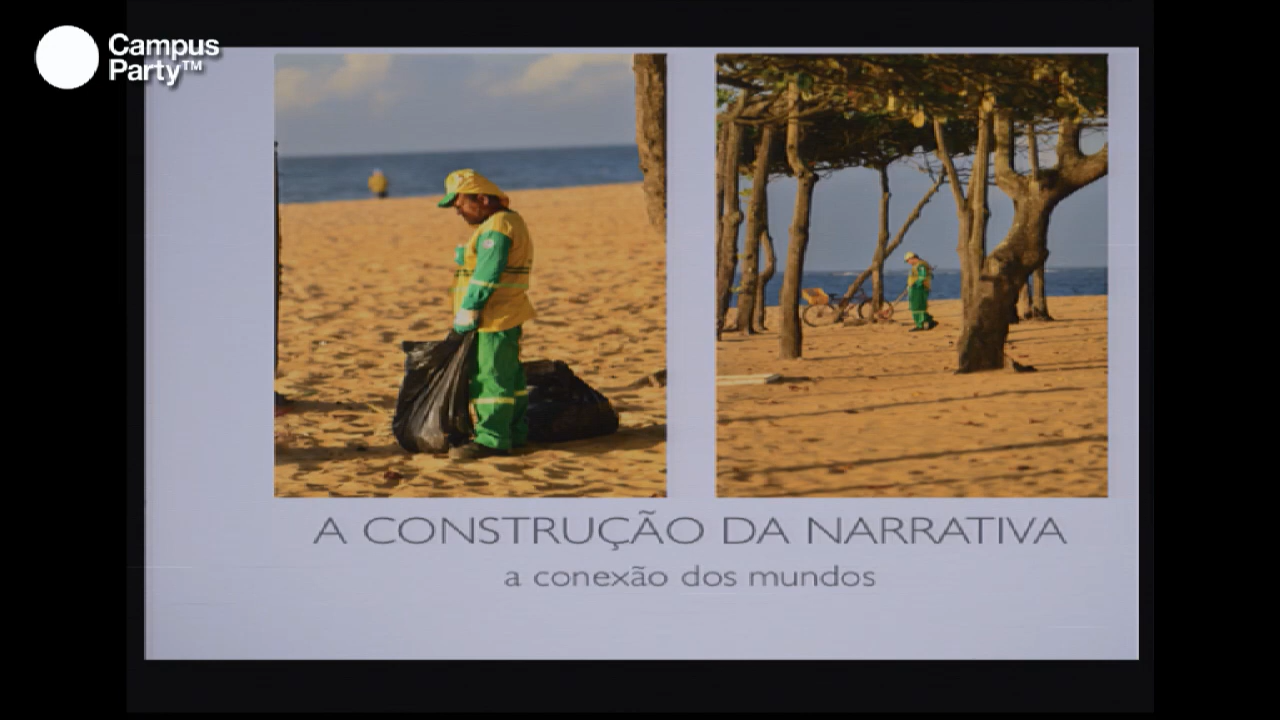 Campus
Party™
A CONSTRUÇÃO DA NARRATIVA
a conexão dos mundos